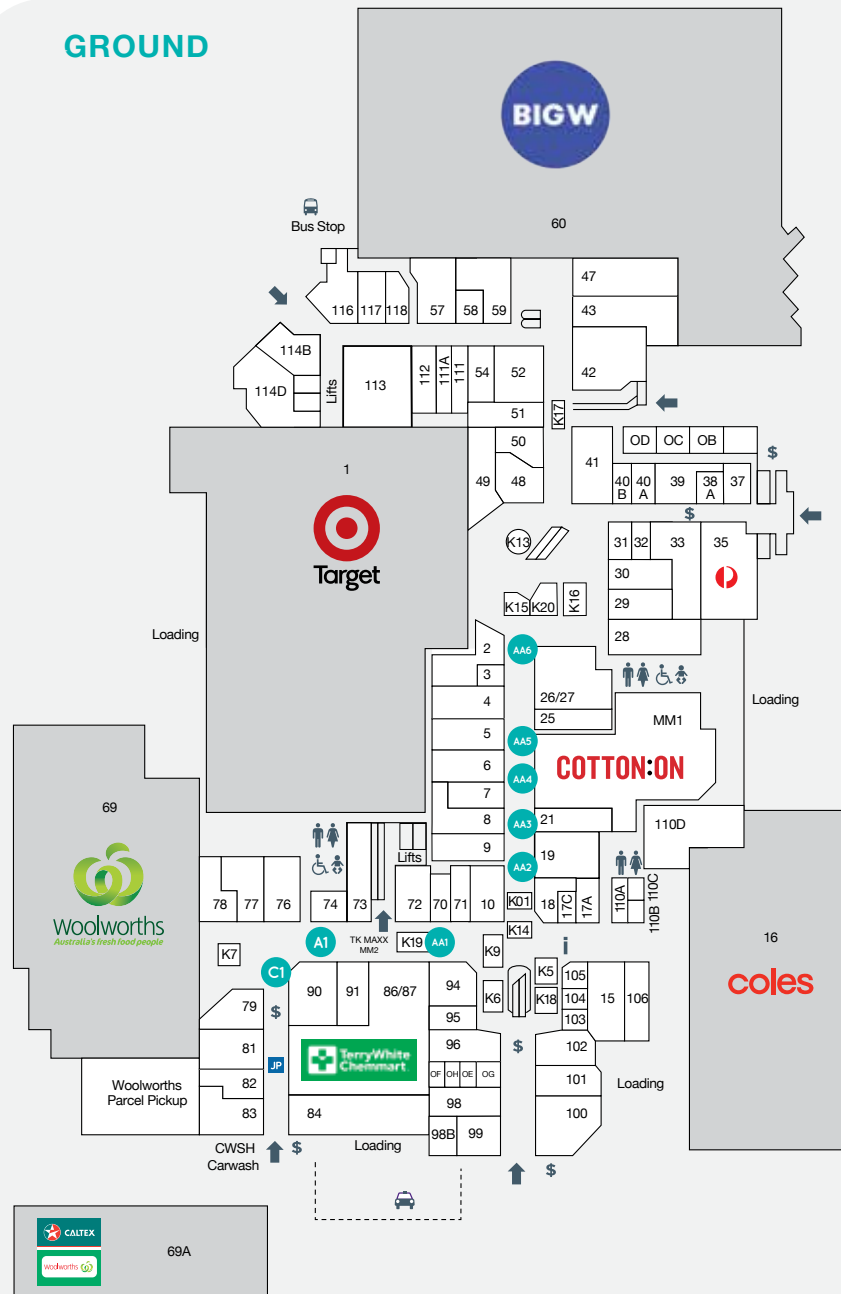 GROUND
BIGW
60
Bus Stop
47
116 117 118 57 58 59
43
114B
42
114D
Lifts
113
112
111A
111
54 52
K17
51
50
OD OC OB
$
41
1
49 48
40 B
40 A
39
38 A
37
$
Target
K13
31 32 33 35
30
K15 K20
K16
29
28
Loading
2
AA6
3
26/27
4
Loading
25
MM1
5
AA5
COTTON:ON
6
AA4
7
69
8
AA3
21
110D
9
Lifts
AA2
19
Woolworths
Australia's fresh food people
78 77 76 74 73 72 70 71 10
K01
18
17C
17A
110A
110C
110B
K14
TK MAXX
MM2
A1
K19
AA1
i
16
K7
K9
coles
C1
K5
90 91 86/87 94
105
15 106
79
$
K6
K18
104
95
103
81
TerryWhite
Chemmart
96
$
102
JP
OF OH OE OG
Woolworths
Parcel Pickup
82
101
Loading
83
84
98
100
98B 99
CWSH
Carwash
$
Loading
$
CALTEX
69A
Woolworths